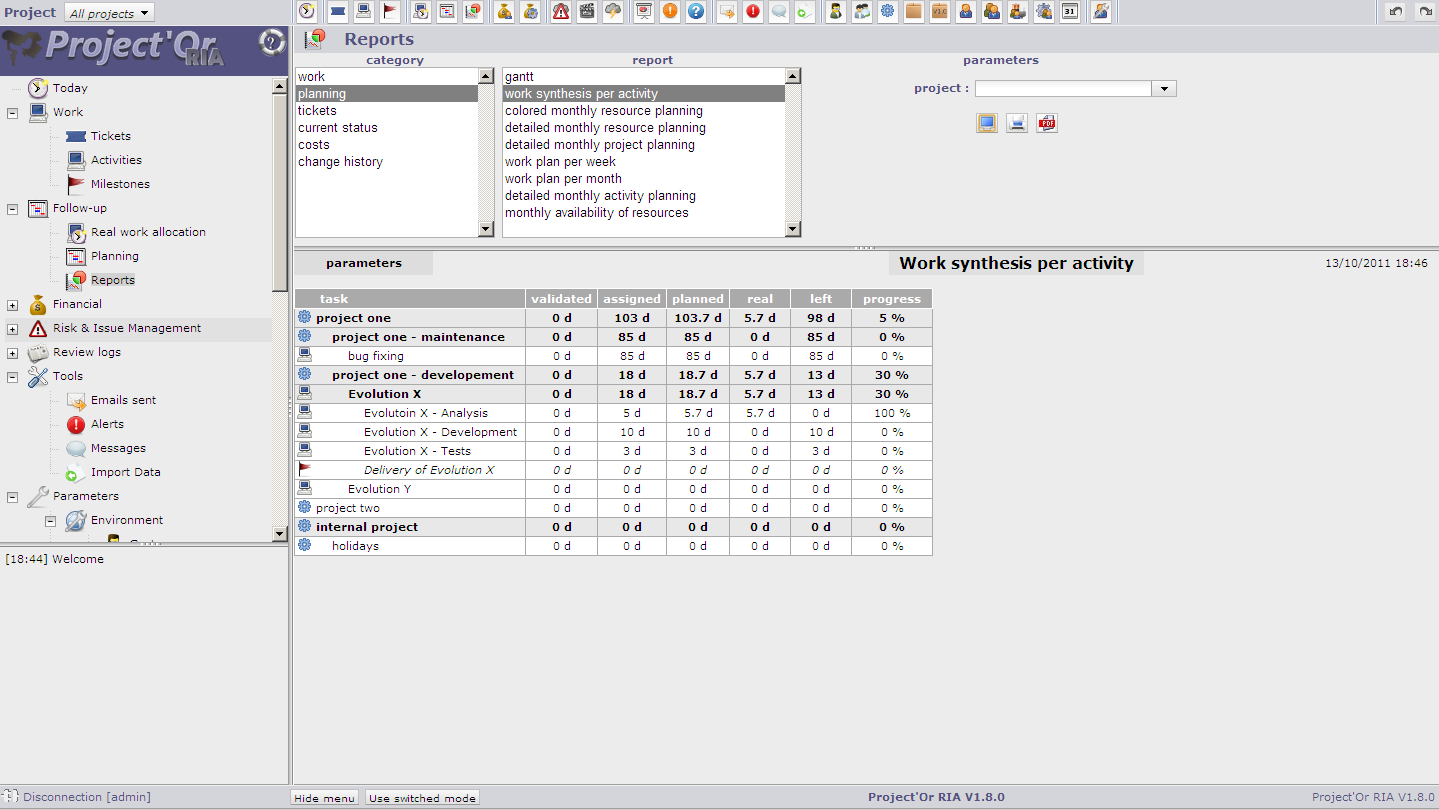 Project All projects
Project'Or
RIA
Today
Work
Tickets
Activities
Milestones
Follow-up
Real work allocation
Planning
Reports
Financial
Risk & Issue Management
Review logs
Tools
Emails sent
Alerts
Messages
Import Data
Parameters
Environment
[18:44] Welcome
Reports
category report parameters
work
planning
tickets
current status
costs
change history
gantt
work synthesis per activity
colored monthly resource planning
detailed monthly resource planning
detailed monthly project planning
work plan per week
work plan per month
detailed monthly activity planning
monthly availability of resources
project :
PDF
31
parameters Work synthesis per activity 13/10/2011 18:46
task validated assigned planned real left progress
project one 0 d 103 d 103.7 d 5.7 d 98 d 5 %
project one - maintenance 0 d 85 d 85 d 0 d 85 d 0 %
bug fixing 0 d 85 d 85 d 0 d 85 d 0 %
project one - developement 0 d 18 d 18.7 d 5.7 d 13 d 30 %
Evolution X 0 d 18 d 18.7 d 5.7 d 13 d 30 %
Evolutoin X - Analysis 0 d 5 d 5.7 d 5.7 d 0 d 100 %
Evolution X - Development 0 d 10 d 10 d 0 d 10 d 0 %
Evolution X - Tests 0 d 3 d 3 d 0 d 3 d 0 %
Delivery of Evolution X 0 d 0 d 0 d 0 d 0 d 0 %
Evolution Y 0 d 0 d 0 d 0 d 0 d 0 %
project two 0 d 0 d 0 d 0 d 0 d 0 %
internal project 0 d 0 d 0 d 0 d 0 d 0 %
holidays 0 d 0 d 0 d 0 d 0 d 0 %
Disconnection [admin] Hide menu Use switched mode Project'Or RIA V1.8.0 Project'Or RIA V1.8.0